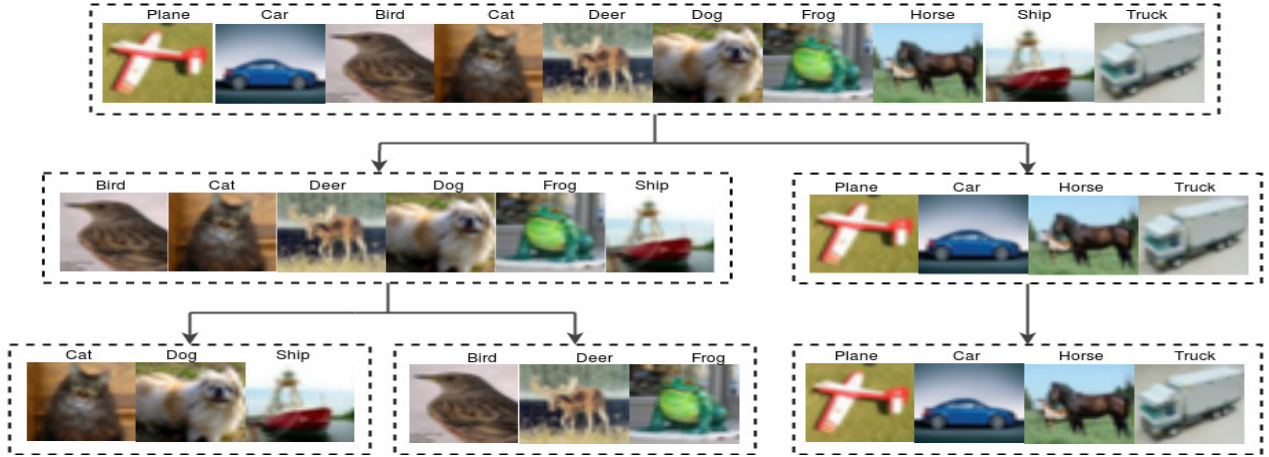 Plane Car Bird Cat Deer Dog Frog Horse Ship Truck
Bird Cat Deer Dog Frog Ship
Plane Car Horse Truck
Cat Dog Ship
Bird Deer Frog
Plane Car Horse Truck